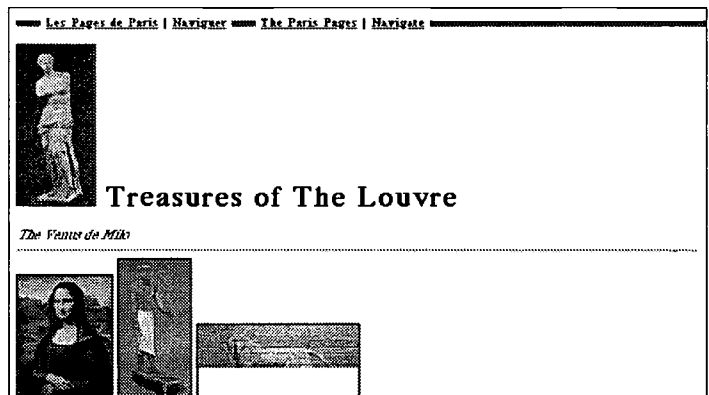 Les Pages de Paris | Naviguer The Paris Pages | Navigate
Treasures of The Louvre
The Venus de Milo